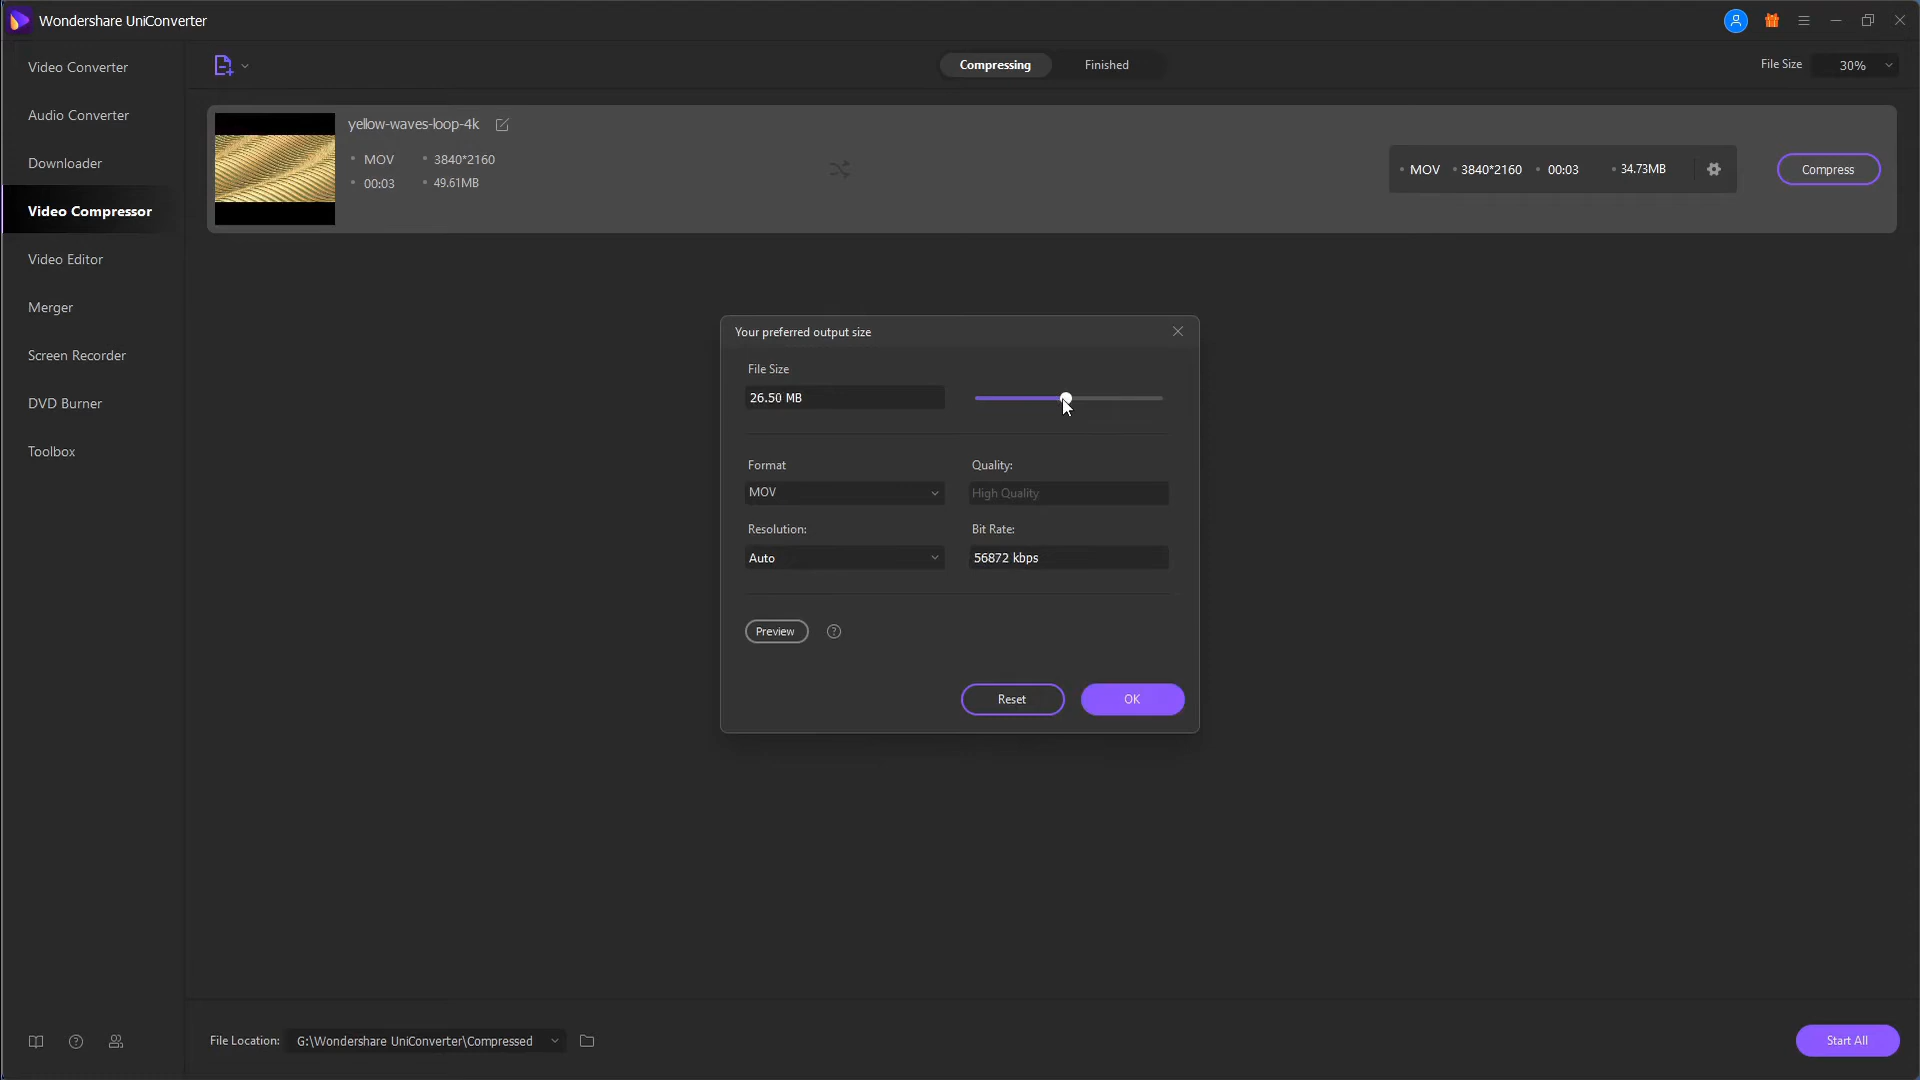 Wondershare UniConverter
Video Converter
Audio Converter
Downloader
Video Compressor
Video Editor
Merger
Screen Recorder
DVD Burner
Toolbox
Compressing
Finished
File Size
30%
yellow-waves-loop-4k
MOV
3840*2160
00:03
49.61MB
MOV
3840*2160
00:03
34.73MB
Compress
Your preferred output size
File Size
26.50 MB
Format
Quality:
MOV
High Quality
Resolution:
Bit Rate:
Auto
56872 kbps
Preview
Reset
OK
File Location:
G:\Wondershare UniConverter\Compressed
Start All